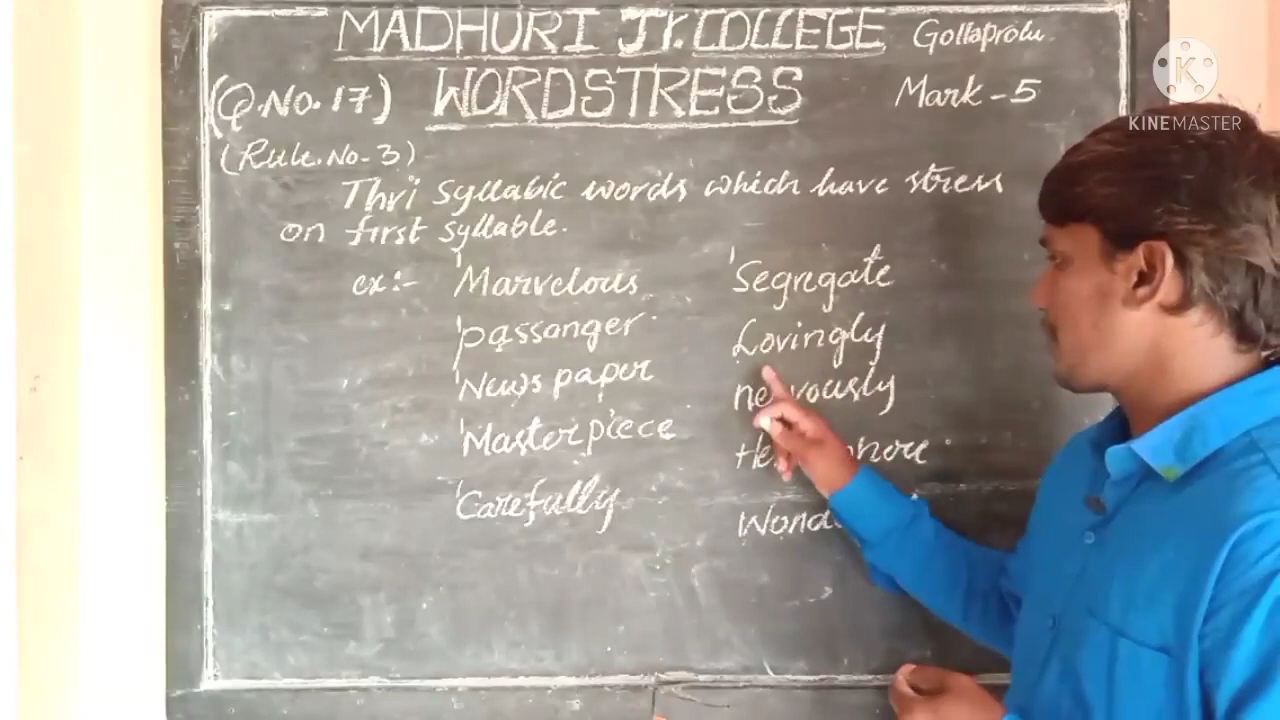 MADHURI Jr. COLLEGE Gollaprolu
(Q.No. 17) WORDSTRESS Mark - 5
(Rule.No-3)
Thri syllabic words which have stress
on first syllable.
ex:- 'Marvelous 'Segregate
'passanger Lovingly
'News paper nervously
'Masterpiece
'Carefully
KINEMASTER